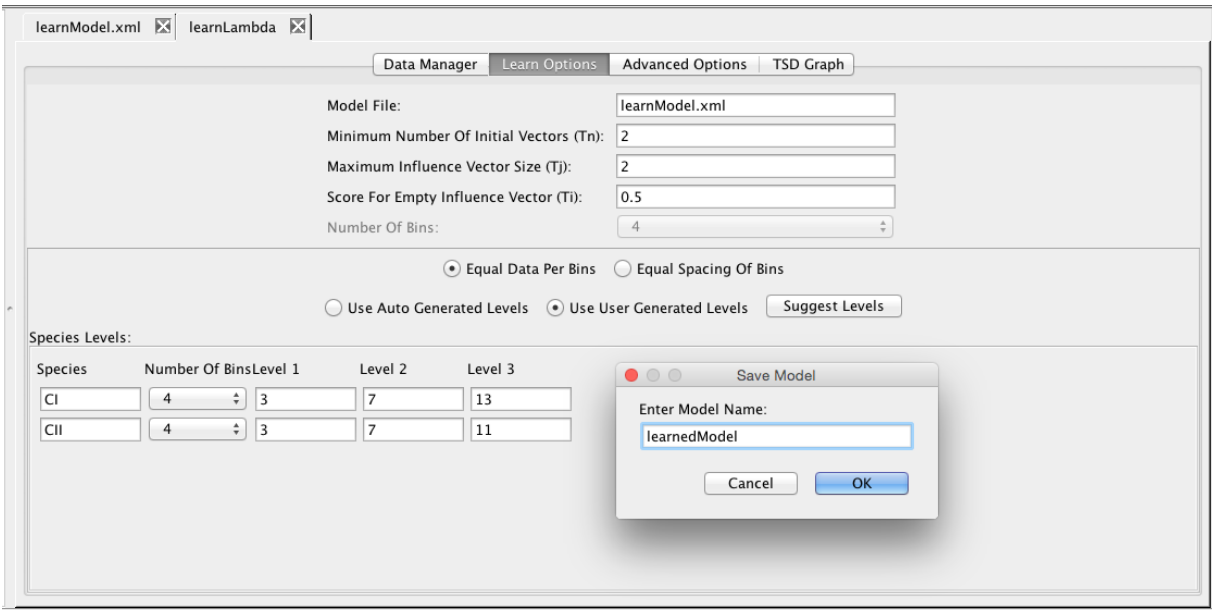 learnModel.xml learnLambda
Data Manager Learn Options Advanced Options TSD Graph
Model File: learnModel.xml
Minimum Number Of Initial Vectors (Tn): 2
Maximum Influence Vector Size (Tj): 2
Score For Empty Influence Vector (Ti): 0.5
Number Of Bins: 4
Equal Data Per Bins Equal Spacing Of Bins
Use Auto Generated Levels Use User Generated Levels Suggest Levels
Species Levels:
Species Number Of Bins Level 1 Level 2 Level 3
CI 4 3 7 13
CII 4 3 7 11
Save Model
Enter Model Name:
learnedModel
Cancel OK